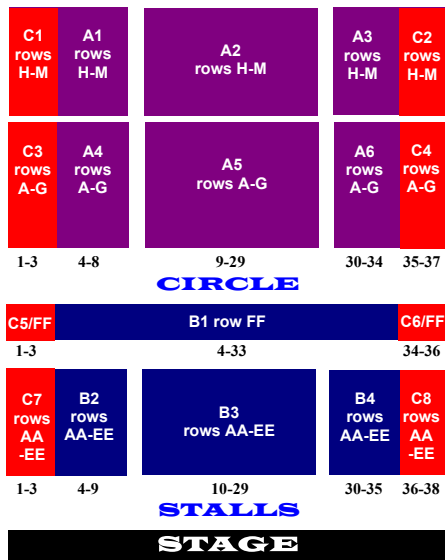 C1 rows H-M
A1 rows H-M
A2 rows H-M
A3 rows H-M
C2 rows H-M
C3 rows A-G
A4 rows A-G
A5 rows A-G
A6 rows A-G
C4 rows A-G
1-3 4-8 9-29 30-34 35-37
CIRCLE
C5/FF B1 row FF C6/FF
1-3 4-33 34-36
C7 rows AA -EE
B2 rows AA-EE
B3 rows AA-EE
B4 rows AA-EE
C8 rows AA -EE
1-3 4-9 10-29 30-35 36-38
STALLS
STAGE